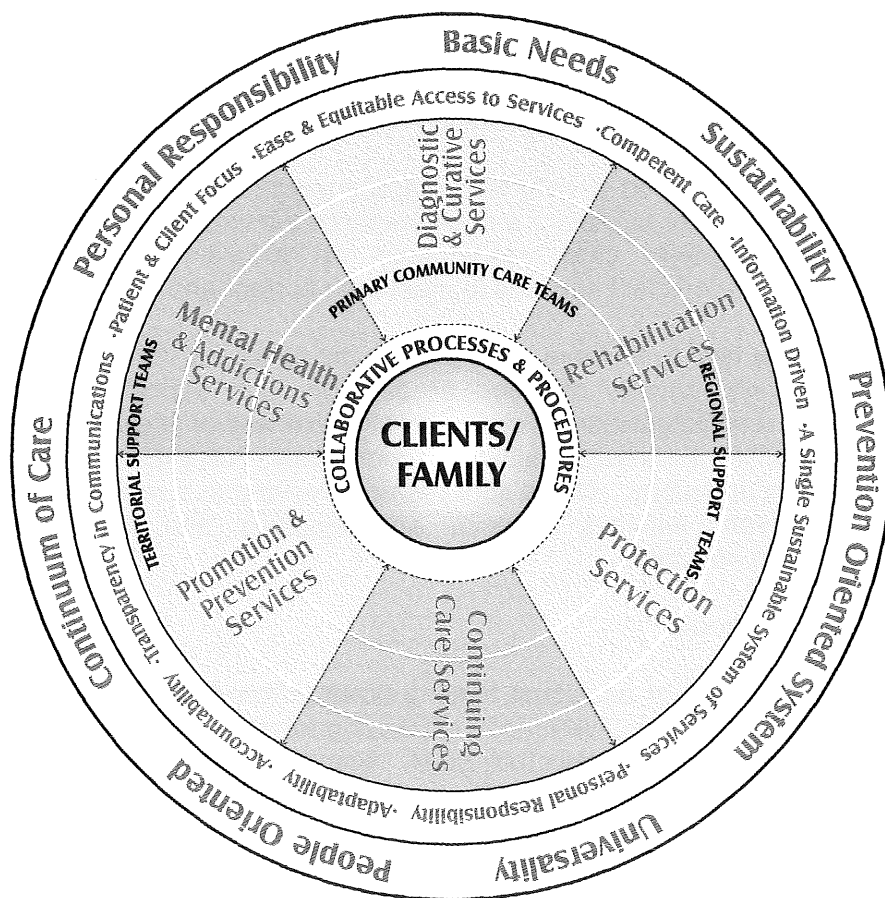 Basic Needs
Sustainability
Prevention Oriented System
Universality
People Oriented
Continuum of Care
Personal Responsibility
·Ease & Equitable Access to Services
·Competent Care
·Information Driven
·A Single Sustainable System of Services
·Personal Responsibility
·Adaptability
·Accountability
·Transparency in Communications
·Patient & Client Focus
Diagnostic
& Curative
Services
Rehabilitation
Services
Protection
Services
Continuing
Care Services
Promotion &
Prevention
Services
Mental Health
& Addictions
Services
TERRITORIAL SUPPORT TEAMS
REGIONAL SUPPORT TEAMS
PRIMARY COMMUNITY CARE TEAMS
COLLABORATIVE PROCESSES & PROCEDURES
CLIENTS/
FAMILY